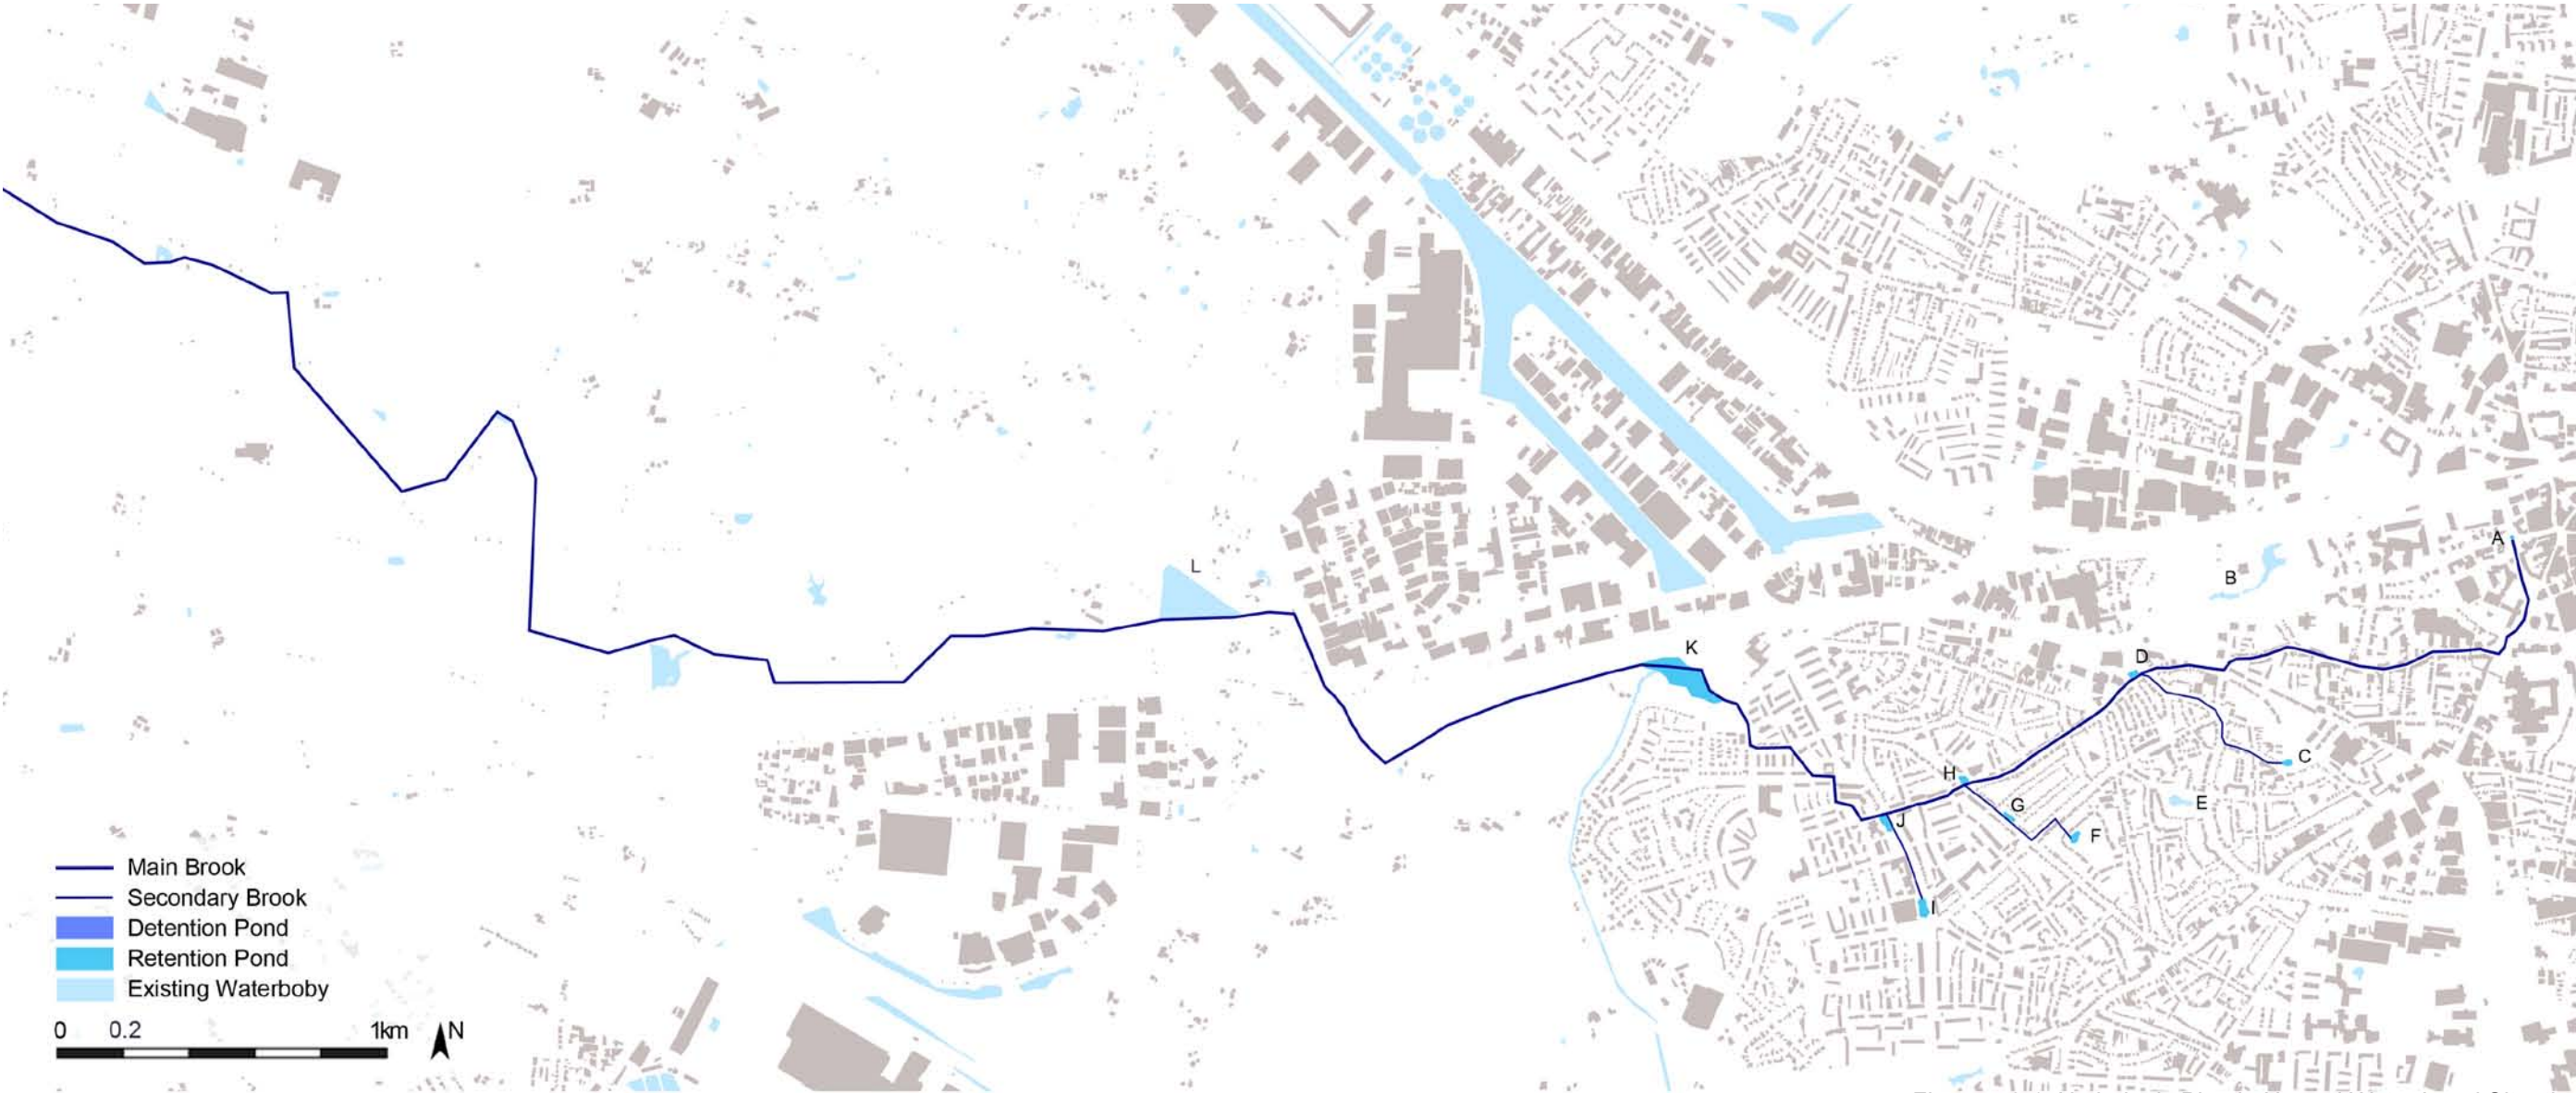 A
B
L
K
D
C
H
E
G
J
F
I
Main Brook
Secondary Brook
Detention Pond
Retention Pond
Existing Waterboby
0 0.2 1km N